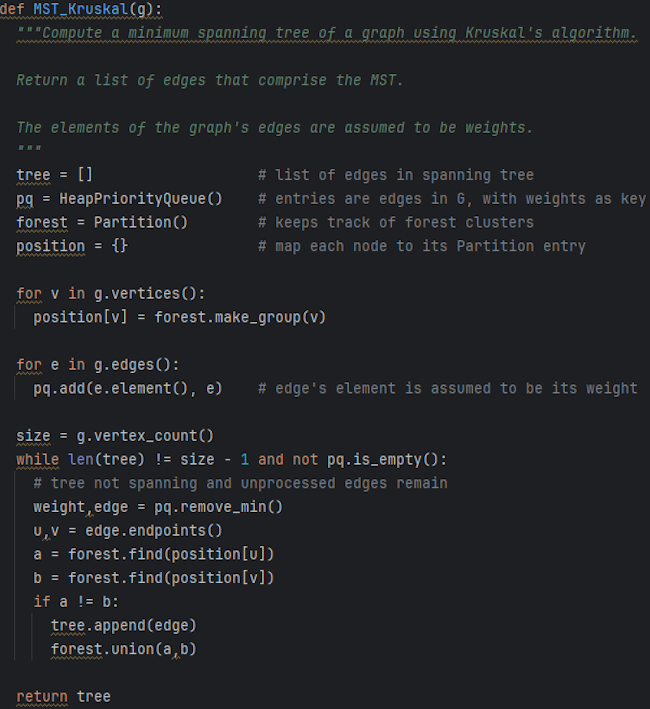 def MST_Kruskal(g):
"""Compute a minimum spanning tree of a graph using Kruskal's algorithm.
Return a list of edges that comprise the MST.
The elements of the graph's edges are assumed to be weights.
"""
tree = [] # list of edges in spanning tree
pq = HeapPriorityQueue() # entries are edges in G, with weights as key
forest = Partition() # keeps track of forest clusters
position = {} # map each node to its Partition entry
for v in g.vertices():
position[v] = forest.make_group(v)
for e in g.edges():
pq.add(e.element(), e) # edge's element is assumed to be its weight
size = g.vertex_count()
while len(tree) != size - 1 and not pq.is_empty():
# tree not spanning and unprocessed edges remain
weight,edge = pq.remove_min()
u,v = edge.endpoints()
a = forest.find(position[u])
b = forest.find(position[v])
if a != b:
tree.append(edge)
forest.union(a,b)
return tree